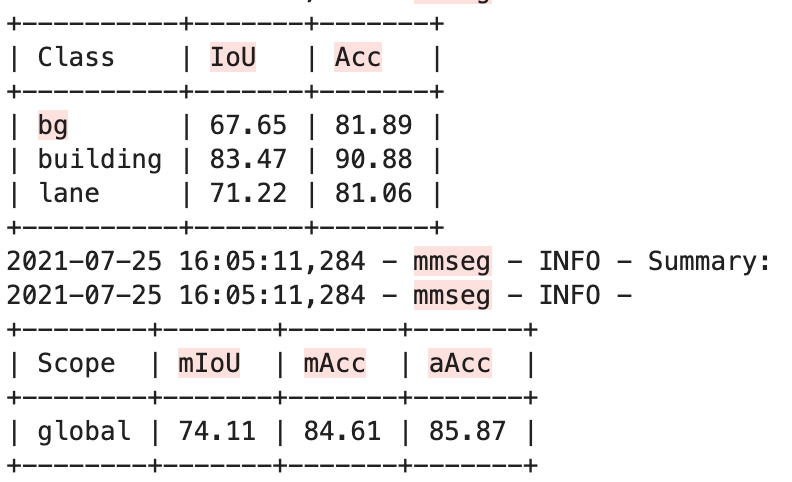 +----------+-------+-------+
| Class    | IoU   | Acc   |
+----------+-------+-------+
| bg       | 67.65 | 81.89 |
| building | 83.47 | 90.88 |
| lane     | 71.22 | 81.06 |
+----------+-------+-------+
2021-07-25 16:05:11,284 - mmseg - INFO - Summary:
2021-07-25 16:05:11,284 - mmseg - INFO -
+--------+-------+-------+-------+
| Scope  | mIoU  | mAcc  | aAcc  |
+--------+-------+-------+-------+
| global | 74.11 | 84.61 | 85.87 |
+--------+-------+-------+-------+